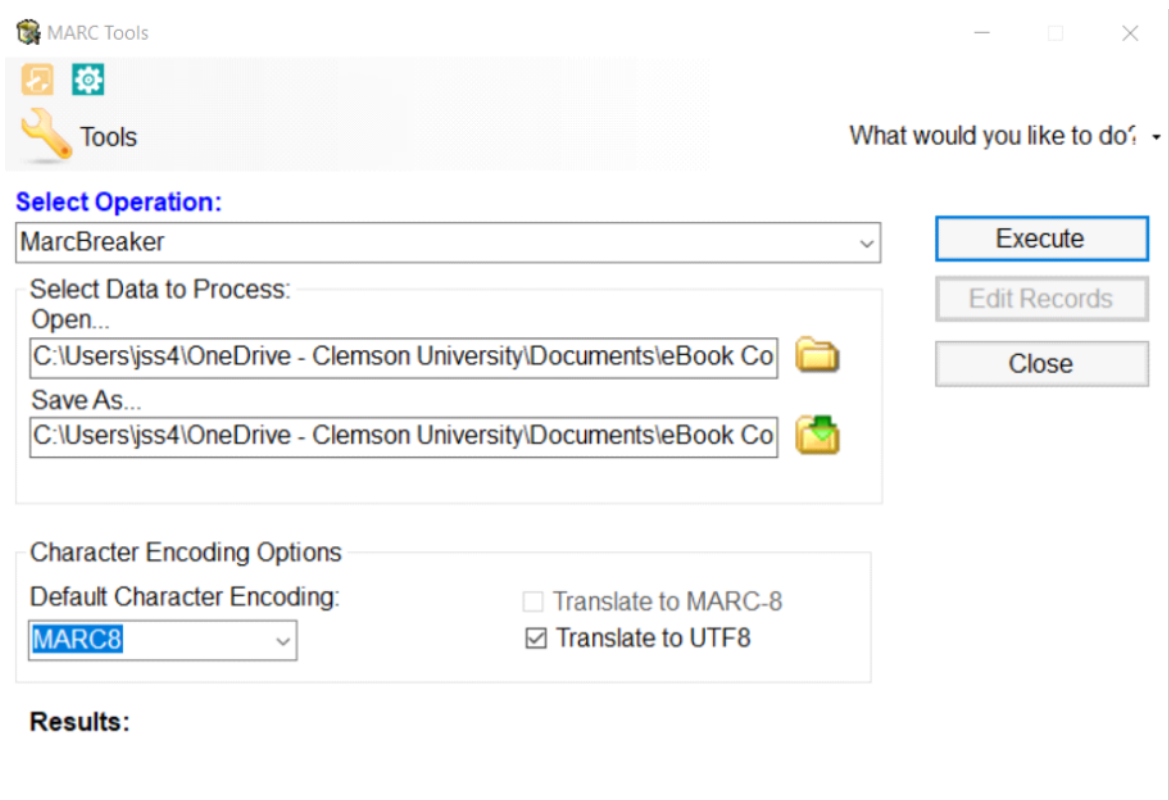 MARC Tools
Tools
What would you like to do?
Select Operation:
MarcBreaker
Execute
Select Data to Process:
Open...
Edit Records
C:\Users\jss4\OneDrive - Clemson University\Documents\eBook Co
Close
Save As...
C:\Users\jss4\OneDrive - Clemson University\Documents\eBook Co
Character Encoding Options
Default Character Encoding:
Translate to MARC-8
MARC8
Translate to UTF8
Results: